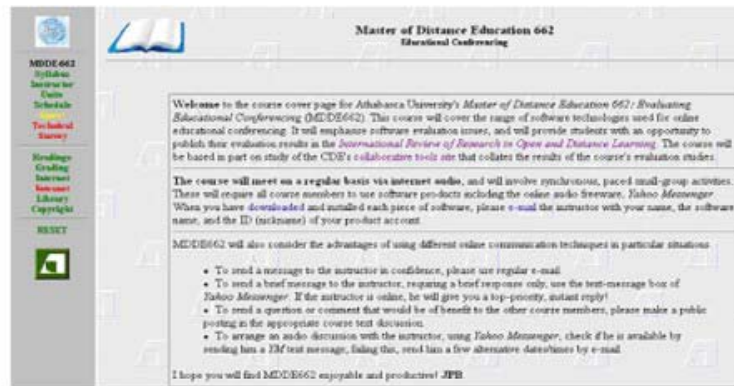 Master of Distance Education 662
Educational Conferencing
MDDE 662
Syllabus
Instructor
Units
Schedule
Technical
Survey
Readings
Grading
Internet
Intranet
Library
Copyright
RESET
Welcome to the course cover page for Athabasca University's Master of Distance Education 662: Evaluating
Educational Conferencing (MDDE662). This course will cover the range of software technologies used for online
educational conferencing. It will emphasize software evaluation issues, and will provide students with an opportunity to
publish their evaluation results in the International Review of Research in Open and Distance Learning. The course will
be based in part on study of the CDE's collaborative tools site that collates the results of the course's evaluation studies.
The course will meet on a regular basis via internet audio, and will involve synchronous, paced small-group activities.
These will require all course members to use software products including the online audio freeware, Yahoo Messenger.
When you have downloaded and installed each piece of software, please e-mail the instructor with your name, the software
name, and the ID (nickname) of your product account.
MDDE662 will also consider the advantages of using different online communication techniques in particular situations
• To send a message to the instructor in confidence, please use regular e-mail.
• To send a brief message to the instructor, requiring a brief response only, use the text-message box of
Yahoo Messenger. If the instructor is online, he will give you a top-priority, instant reply!
• To send a question or comment that would be of benefit to the other course members, please make a public
posting in the appropriate course text discussion.
• To arrange an audio discussion with the instructor, using Yahoo Messenger, check if he is available by
sending him a YM text message; failing this, send him a few alternative dates/times by e-mail.
I hope you will find MDDE662 enjoyable and productive! JPB